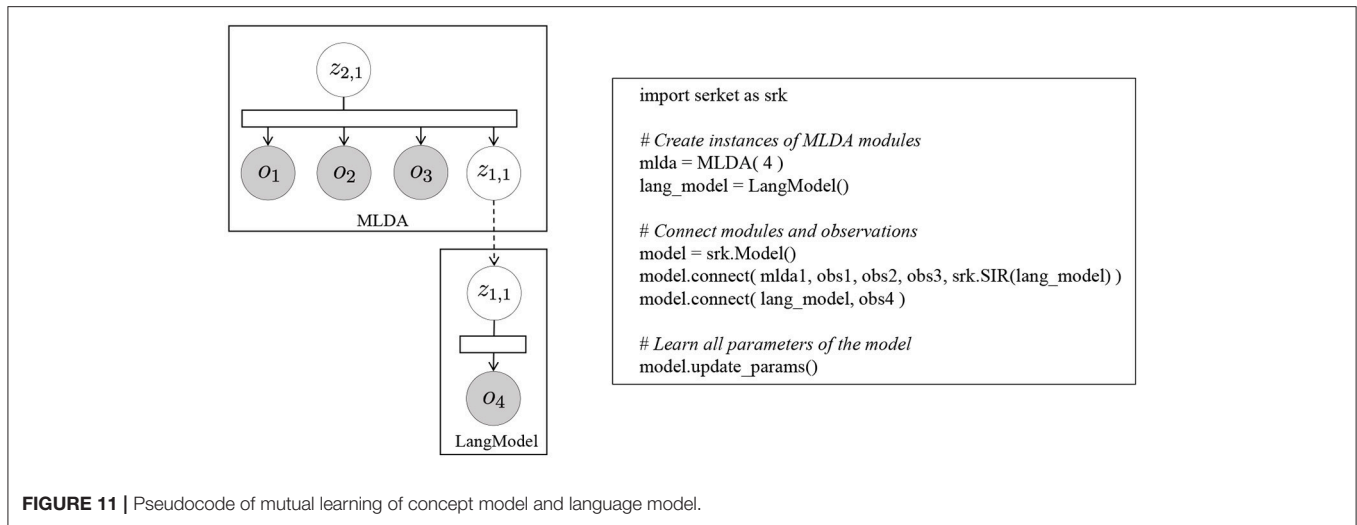 z2,1
o1 o2 o3 z1,1
MLDA
z1,1
o4
LangModel
import serket as srk
# Create instances of MLDA modules
mlda = MLDA( 4 )
lang_model = LangModel()
# Connect modules and observations
model = srk.Model()
model.connect( mlda1, obs1, obs2, obs3, srk.SIR(lang_model) )
model.connect( lang_model, obs4 )
# Learn all parameters of the model
model.update_params()
FIGURE 11 | Pseudocode of mutual learning of concept model and language model.